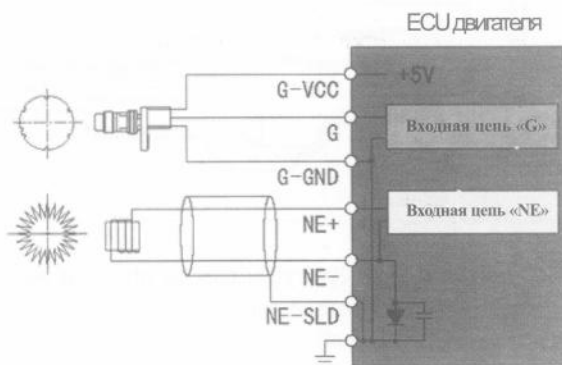 ECU двигателя
G-VCC
+5V
G
Входная цепь «G»
G-GND
NE+
Входная цепь «NE»
NE-
NE-SLD